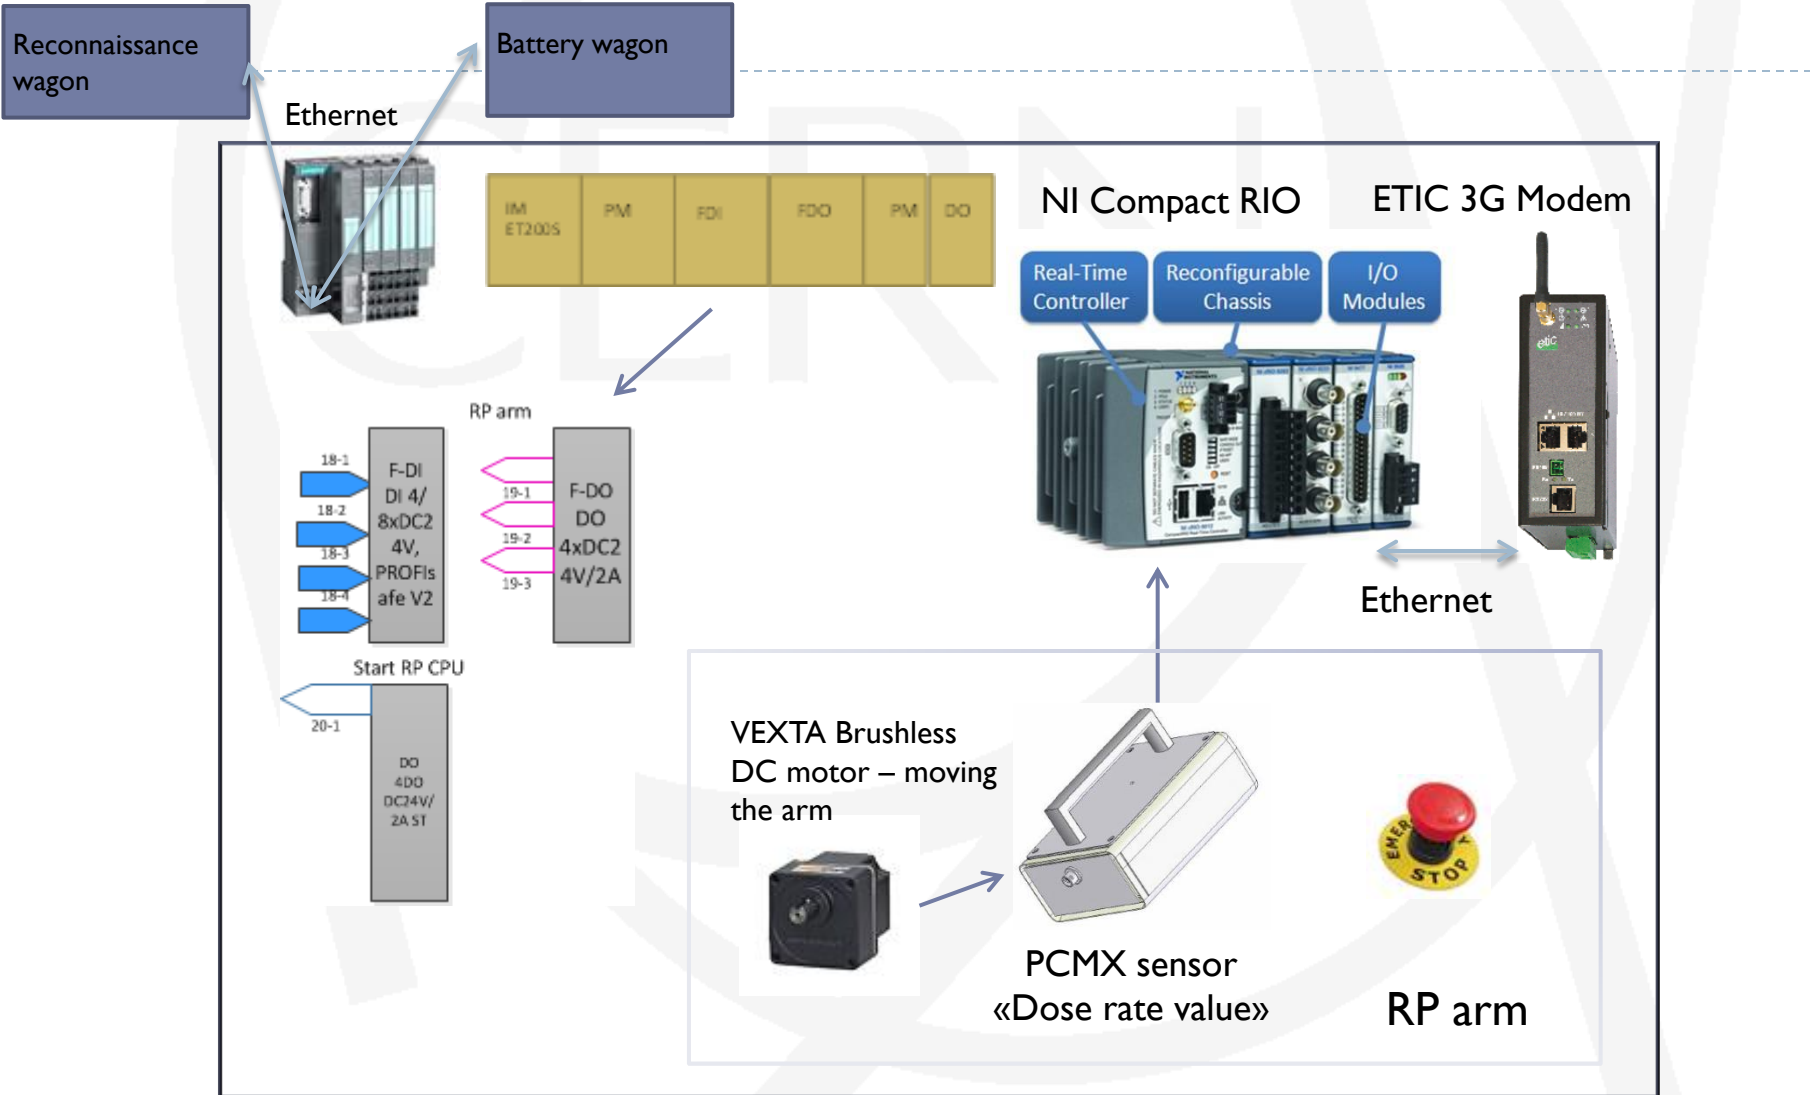 Reconnaissance
wagon
Battery wagon
Ethernet
CERN
IM
ET200S
PM
FDI
FDO
PM
DO
NI Compact RIO
ETIC 3G Modem
Real-Time
Controller
Reconfigurable
Chassis
I/O
Modules
etic
NATIONAL
INSTRUMENTS
RP arm
18-1
18-2
18-3
18-4
F-DI
DI 4/
8xDC2
4V,
PROFIs
afe V2
19-1
19-2
19-3
F-DO
DO
4xDC2
4V/2A
Ethernet
Start RP CPU
20-1
DO
4DO
DC24V/
2A ST
VEXTA Brushless
DC motor – moving
the arm
STOP
PCMX sensor
«Dose rate value»
RP arm